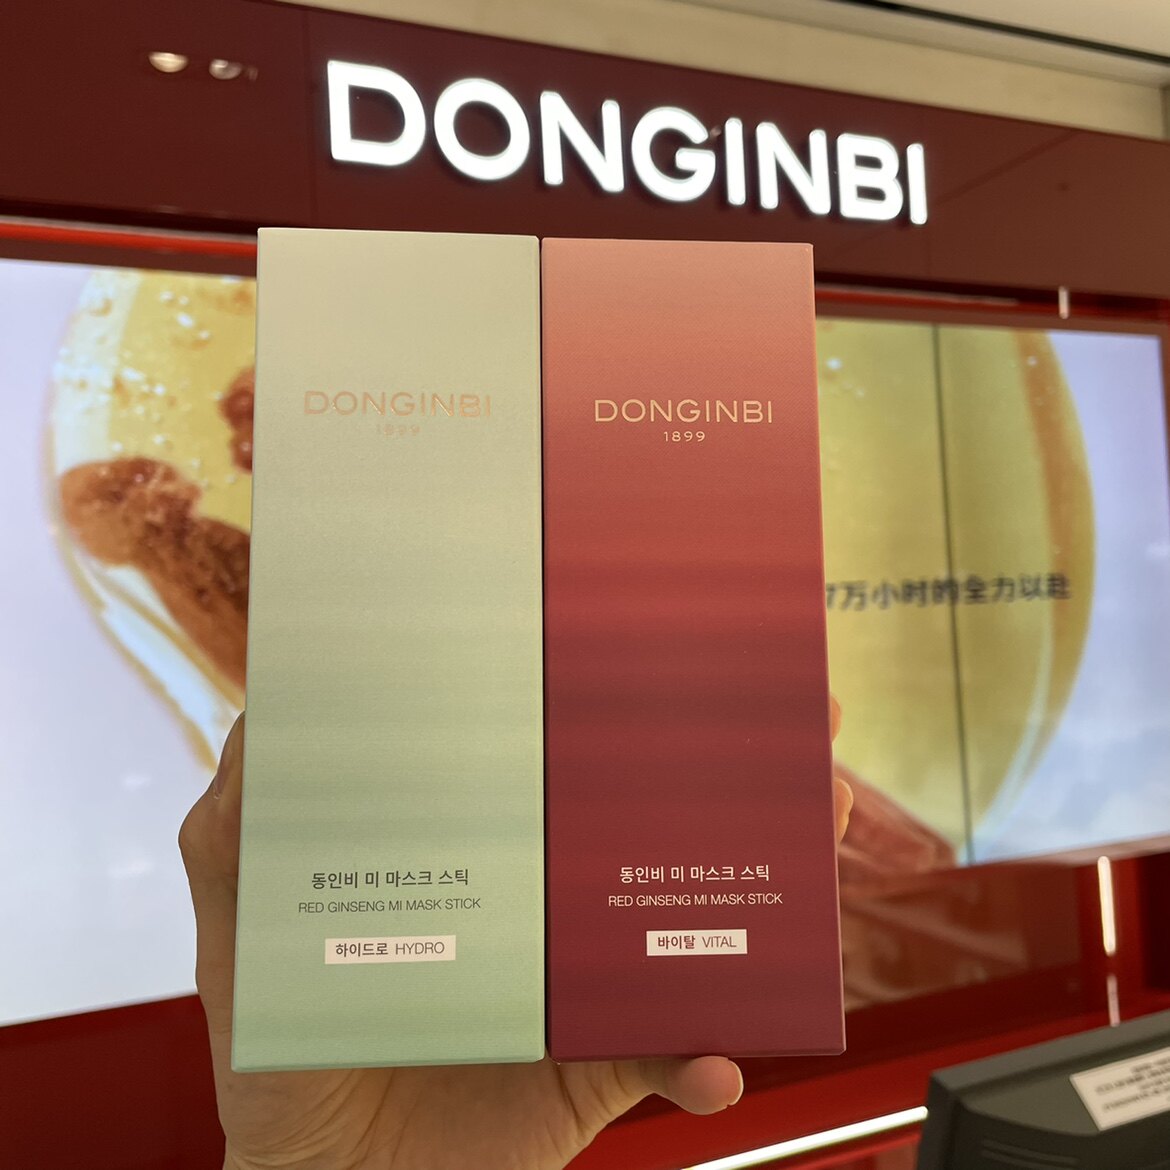 DONGINBI
DONGINBI
1899
동인비 미 마스크 스틱
RED GINSENG MI MASK STICK
하이드로 HYDRO
DONGINBI
1899
동인비 미 마스크 스틱
RED GINSENG MI MASK STICK
바이탈 VITAL
7万小时的全力以赴